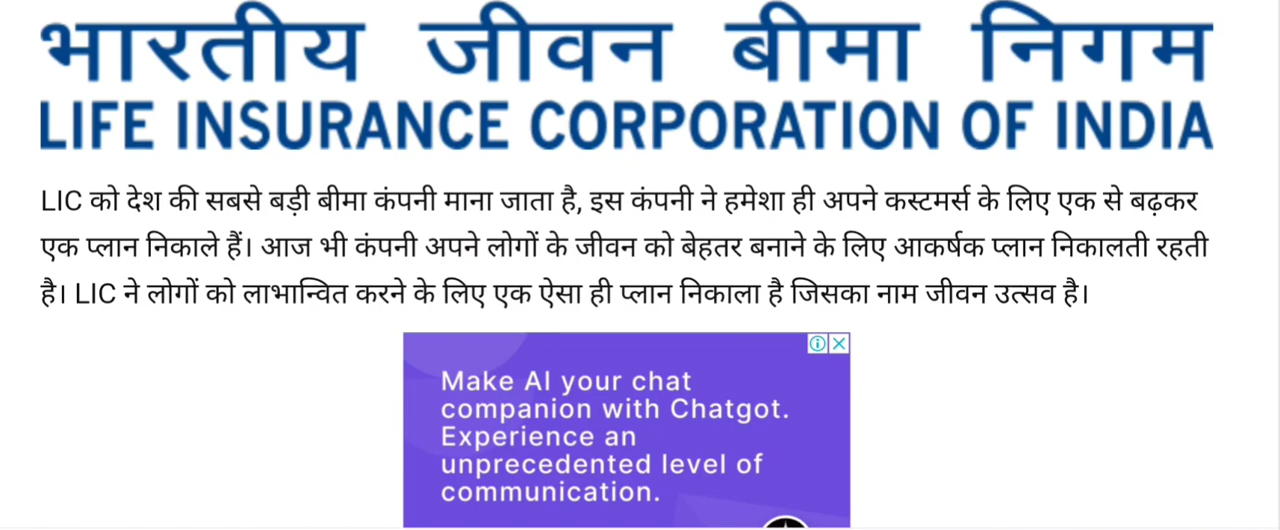 भारतीय जीवन बीमा निगम
LIFE INSURANCE CORPORATION OF INDIA
LIC को देश की सबसे बड़ी बीमा कंपनी माना जाता है, इस कंपनी ने हमेशा ही अपने कस्टमर्स के लिए एक से बढ़कर
एक प्लान निकाले हैं। आज भी कंपनी अपने लोगों के जीवन को बेहतर बनाने के लिए आकर्षक प्लान निकालती रहती
है। LIC ने लोगों को लाभान्वित करने के लिए एक ऐसा ही प्लान निकाला है जिसका नाम जीवन उत्सव है।
Make AI your chat
companion with Chatgot.
Experience an
unprecedented level of
communication.